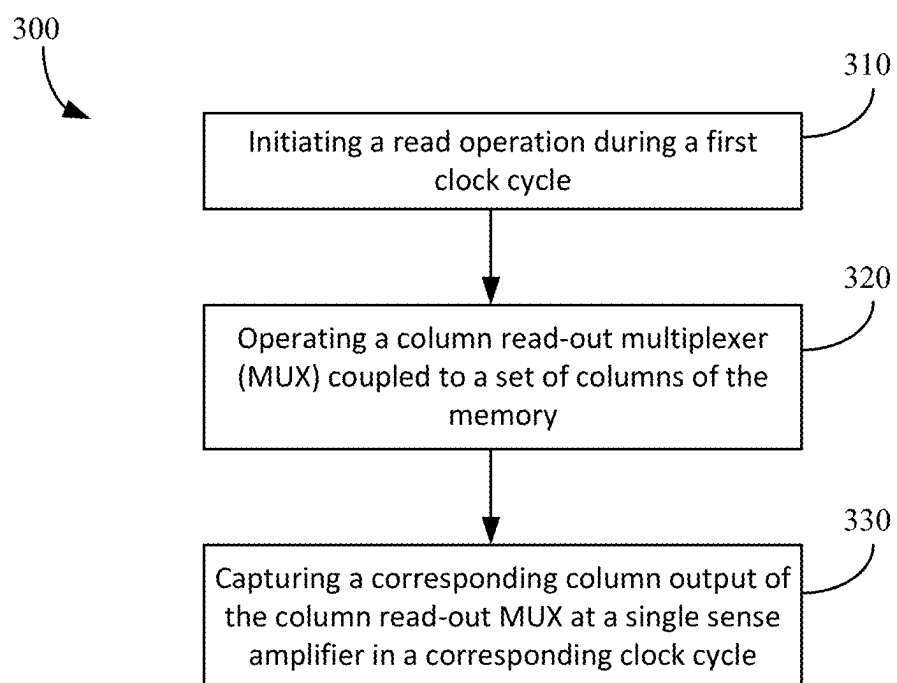 300
310
Initiating a read operation during a first
clock cycle
320
Operating a column read-out multiplexer
(MUX) coupled to a set of columns of the
memory
330
Capturing a corresponding column output of
the column read-out MUX at a single sense
amplifier in a corresponding clock cycle